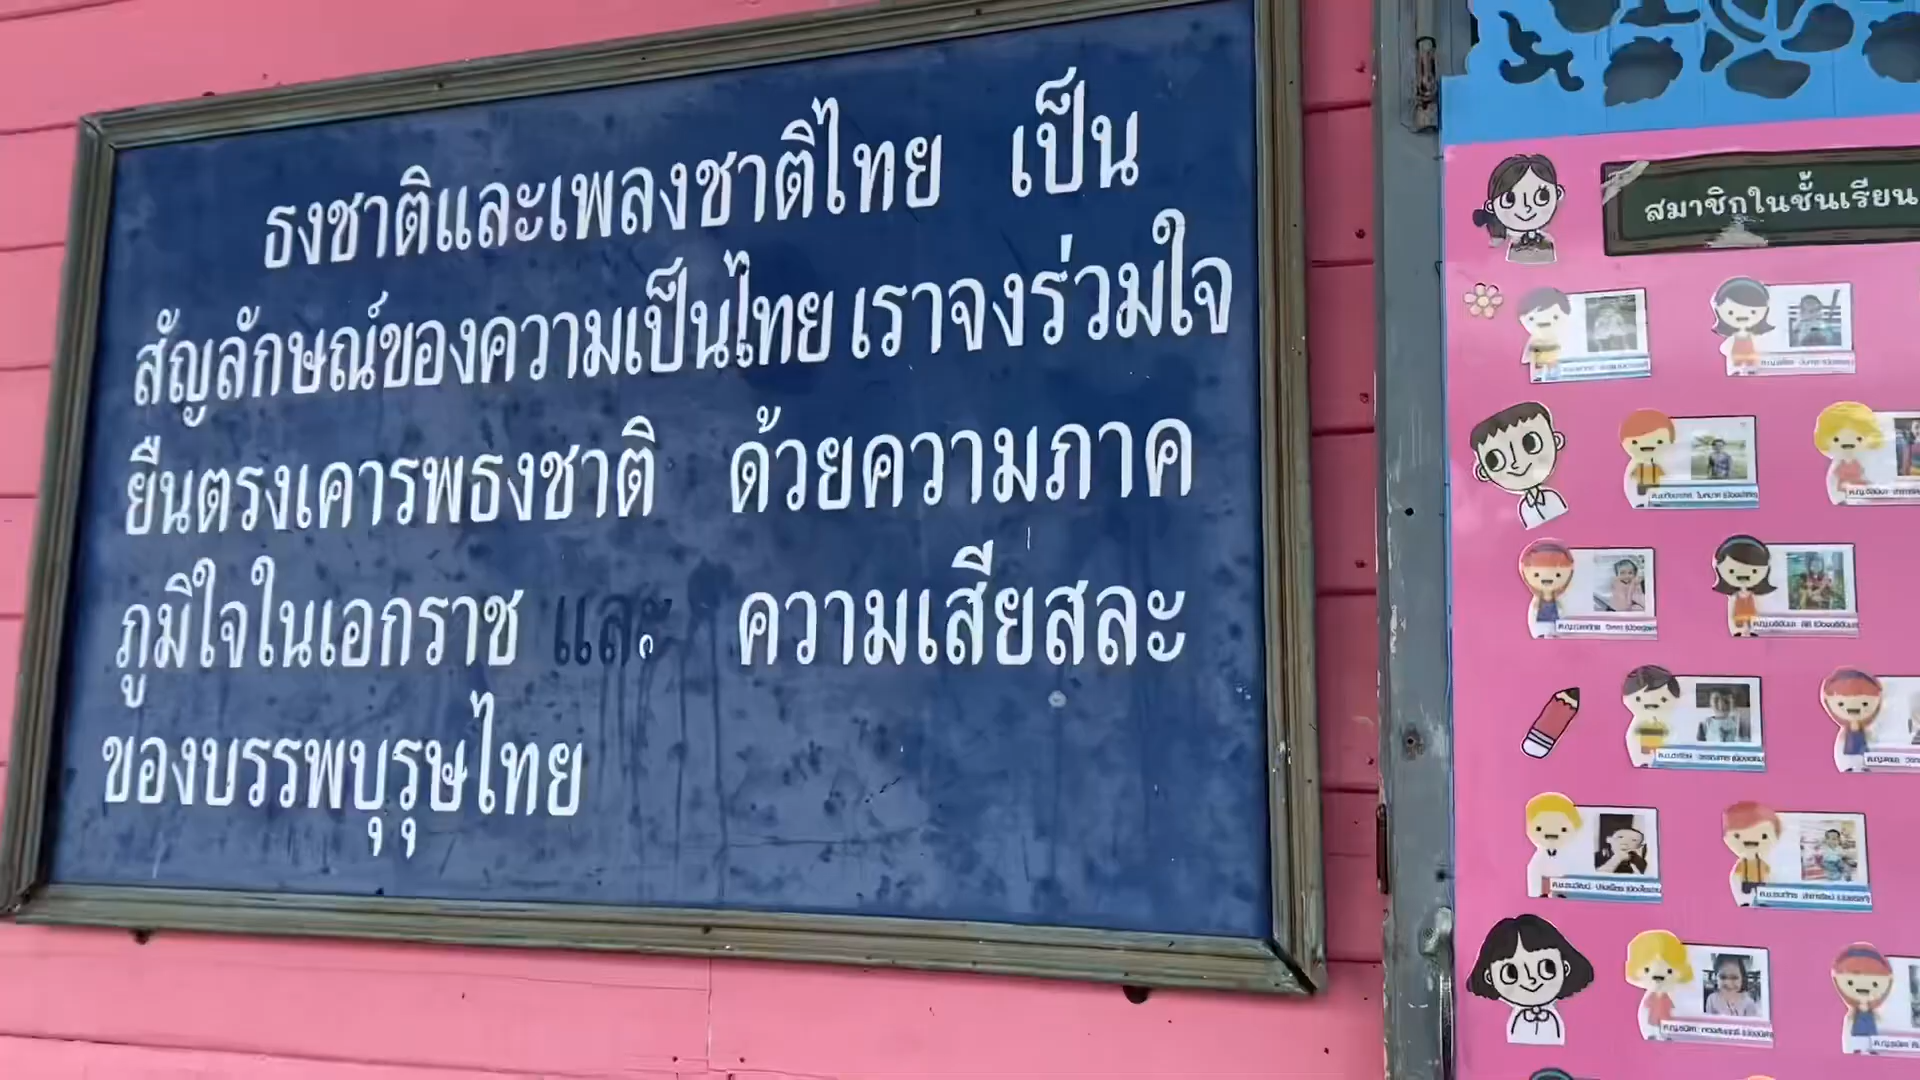 ธงชาติและเพลงชาติไทย เป็น
สัญลักษณ์ของความเป็นไทย เราจงร่วมใจ
ยืนตรงเคารพธงชาติ ด้วยความภาค
ภูมิใจในเอกราช และ ความเสียสละ
ของบรรพบุรุษไทย
สมาชิกในชั้นเรียน